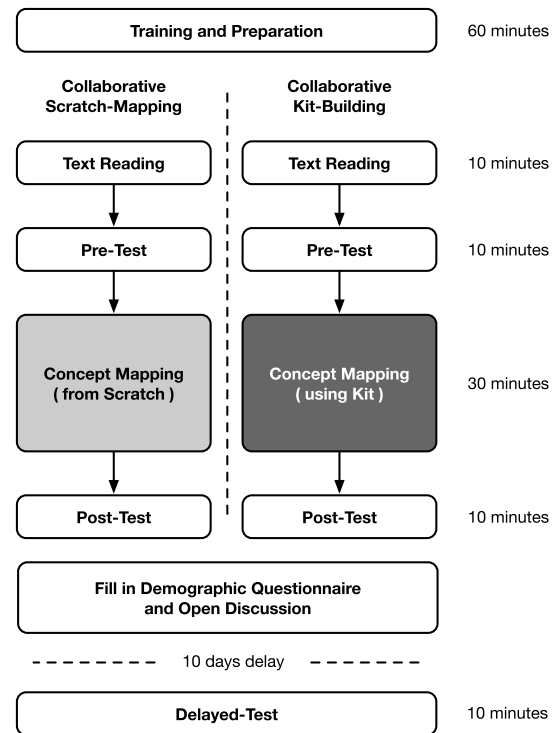 Training and Preparation
60 minutes
Collaborative
Scratch-Mapping
Collaborative
Kit-Building
Text Reading
Text Reading
10 minutes
Pre-Test
Pre-Test
10 minutes
Concept Mapping
( from Scratch )
Concept Mapping
( using Kit )
30 minutes
Post-Test
Post-Test
10 minutes
Fill in Demographic Questionnaire
and Open Discussion
10 days delay
Delayed-Test
10 minutes